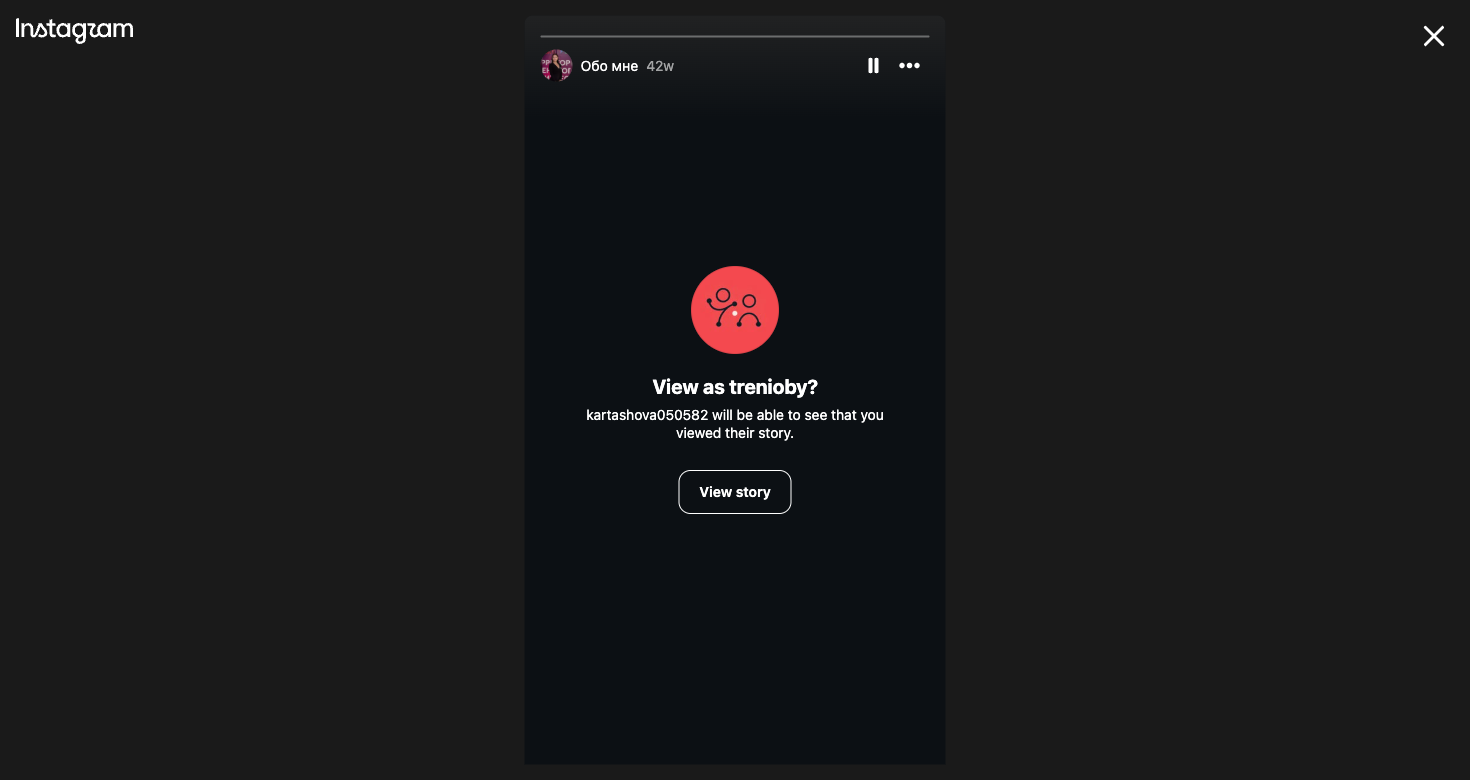 Instagram
Обо мне 42w
View as trenioby?
kartashova050582 will be able to see that you
viewed their story.
View story